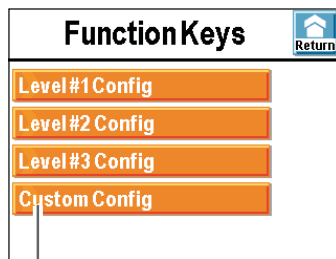 Function Keys
Return
Level #1 Config
Level #2 Config
Level #3 Config
Custom Config